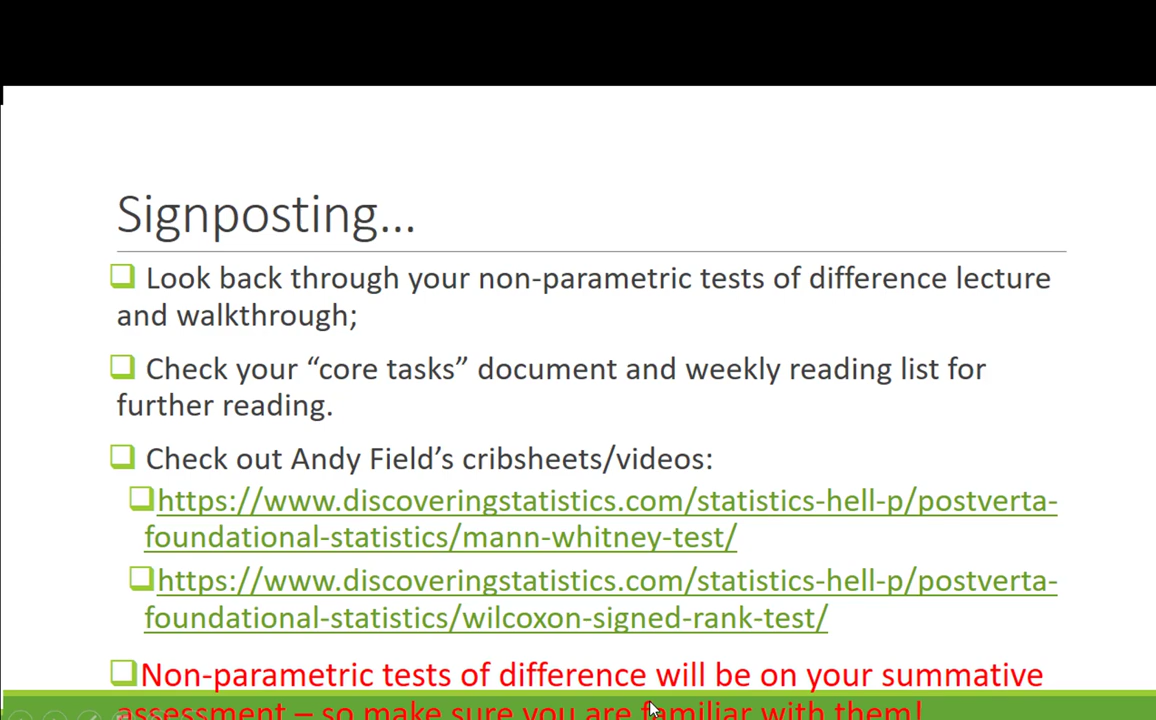 Signposting...
Look back through your non-parametric tests of difference lecture
and walkthrough;
Check your “core tasks” document and weekly reading list for
further reading.
Check out Andy Field’s cribsheets/videos:
https://www.discoveringstatistics.com/statistics-hell-p/postverta-
foundational-statistics/mann-whitney-test/
https://www.discoveringstatistics.com/statistics-hell-p/postverta-
foundational-statistics/wilcoxon-signed-rank-test/
Non-parametric tests of difference will be on your summative
assessment – so make sure you are familiar with them!